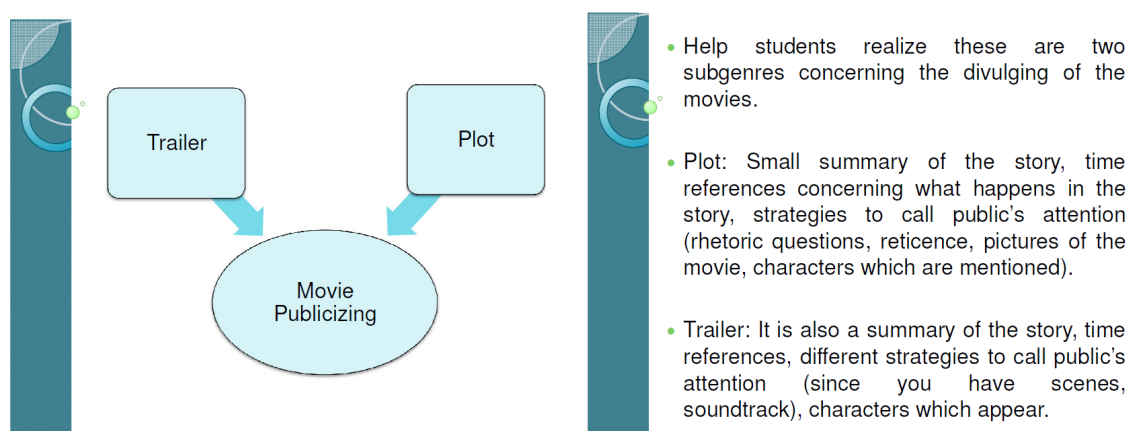 Trailer
Plot
Movie
Publicizing
• Help students realize these are two
subgenres concerning the divulging of the
movies.
• Plot: Small summary of the story, time
references concerning what happens in the
story, strategies to call public's attention
(rhetoric questions, reticence, pictures of the
movie, characters which are mentioned).
• Trailer: It is also a summary of the story, time
references, different strategies to call public's
attention (since you have scenes,
soundtrack), characters which appear.